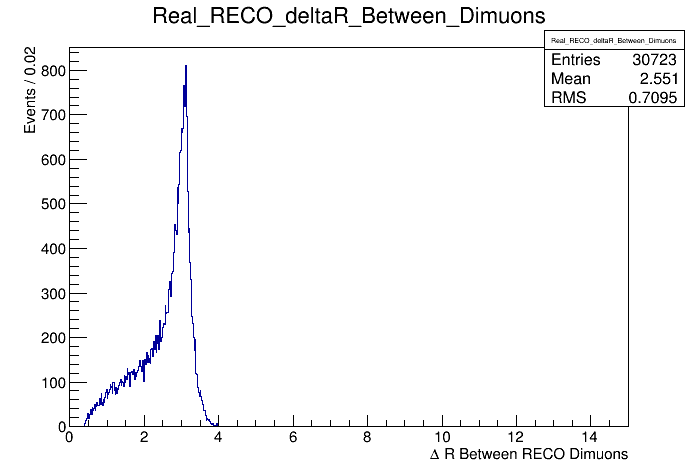 Real_RECO_deltaR_Between_Dimuons
Real_RECO_deltaR_Between_Dimuons
Entries 30723
Mean 2.551
RMS 0.7095
Events / 0.02
800
700
600
500
400
300
200
100
0
0 2 4 6 8 10 12 14
Δ R Between RECO Dimuons